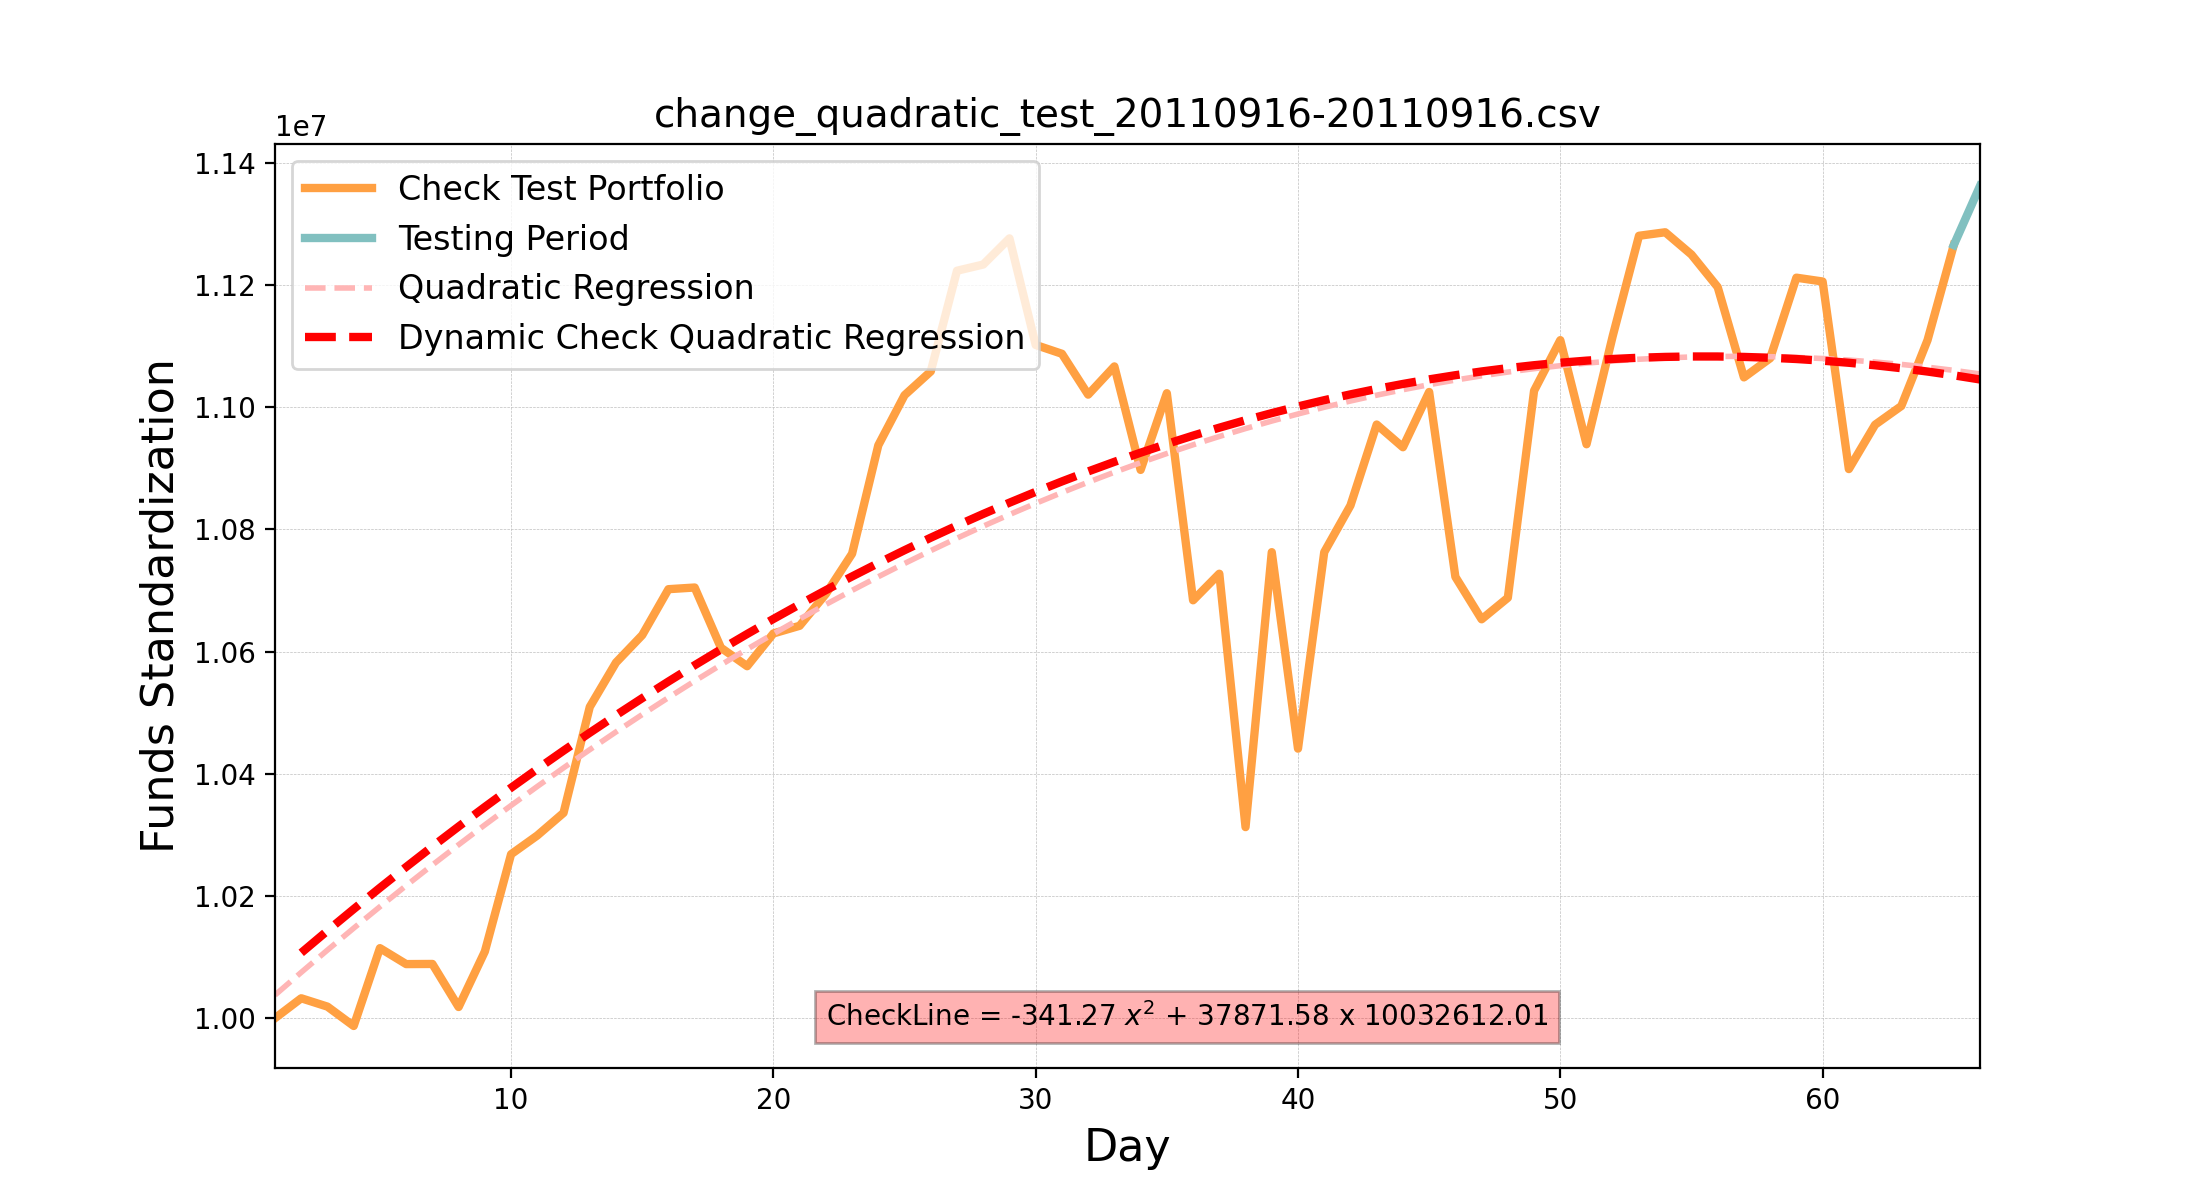 change_quadratic_test_20110916-20110916.csv
1e7
1.14
1.12
1.10
1.08
1.06
1.04
1.02
1.00
Funds Standardization
Check Test Portfolio
Testing Period
Quadratic Regression
Dynamic Check Quadratic Regression
CheckLine = -341.27 x² + 37871.58 x 10032612.01
10 20 30 40 50 60
Day